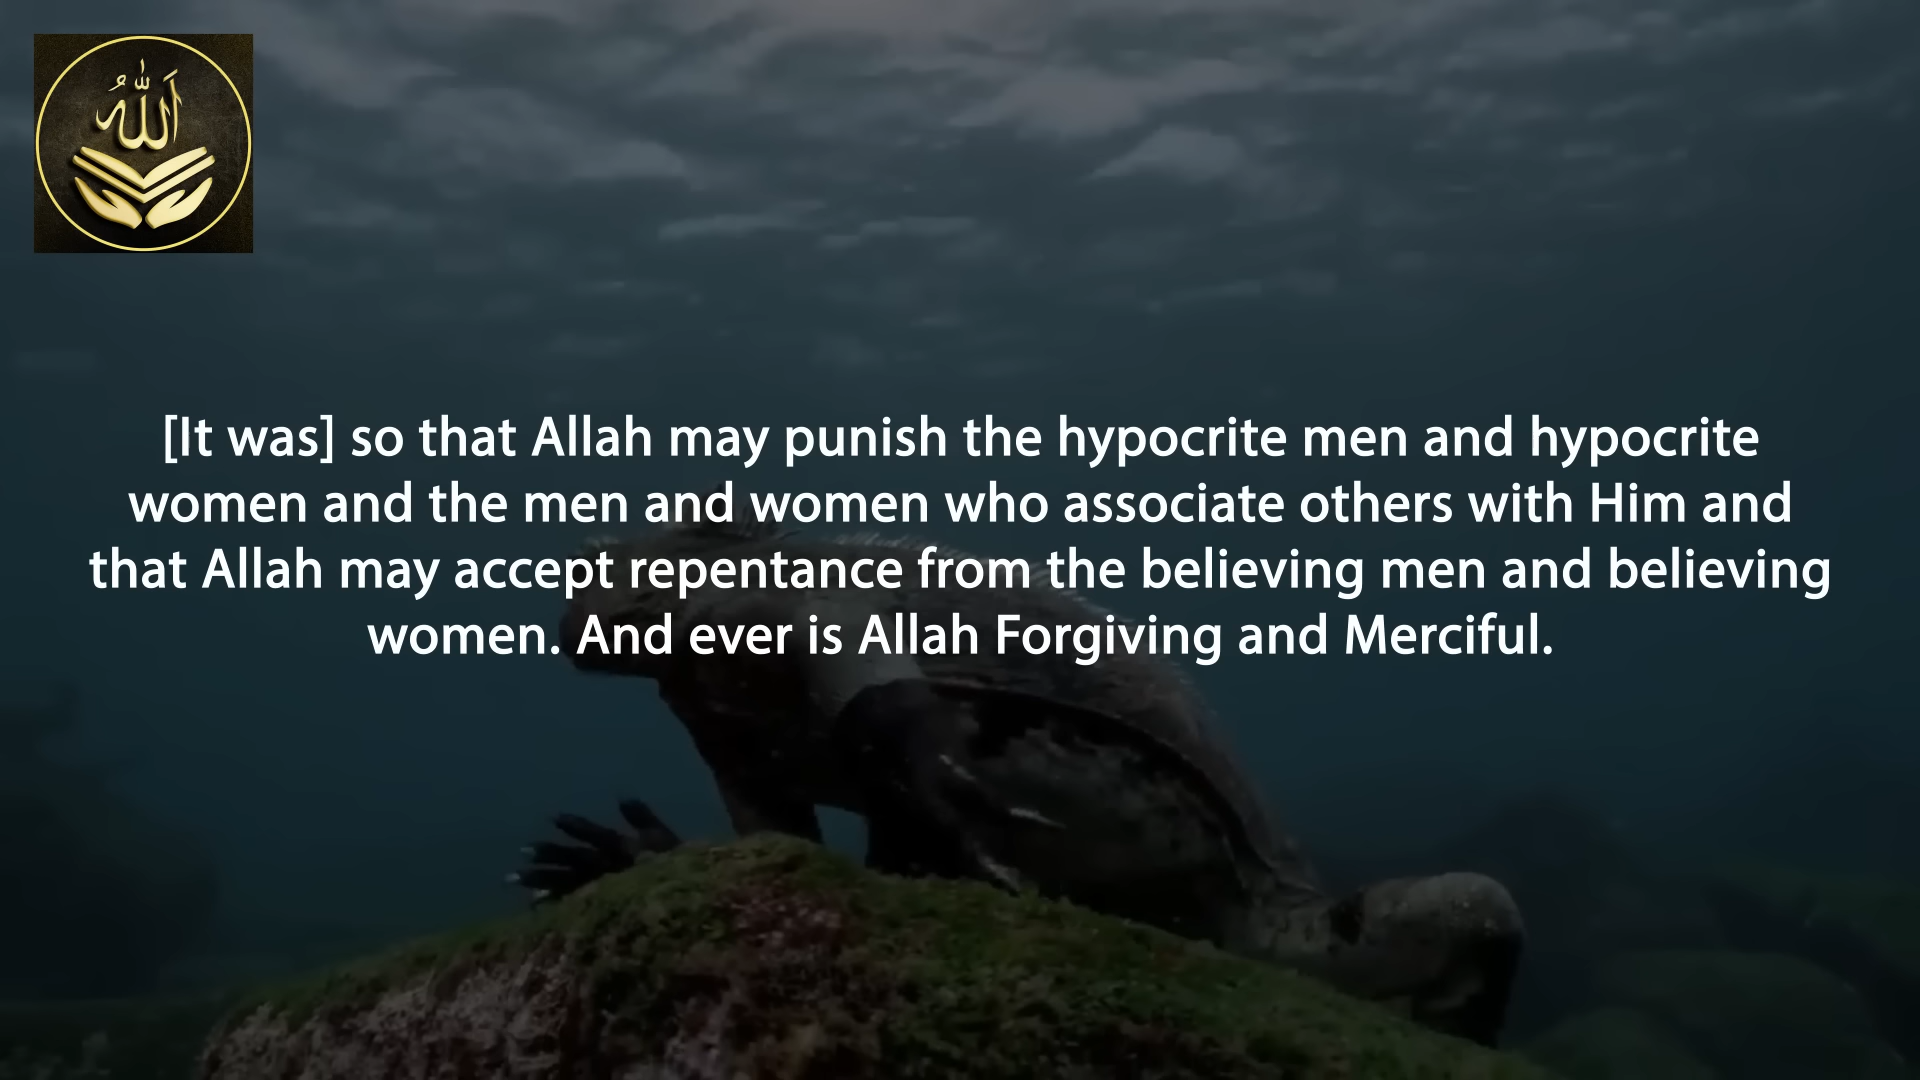 اللّٰهُ
[It was] so that Allah may punish the hypocrite men and hypocrite
women and the men and women who associate others with Him and
that Allah may accept repentance from the believing men and believing
women. And ever is Allah Forgiving and Merciful.